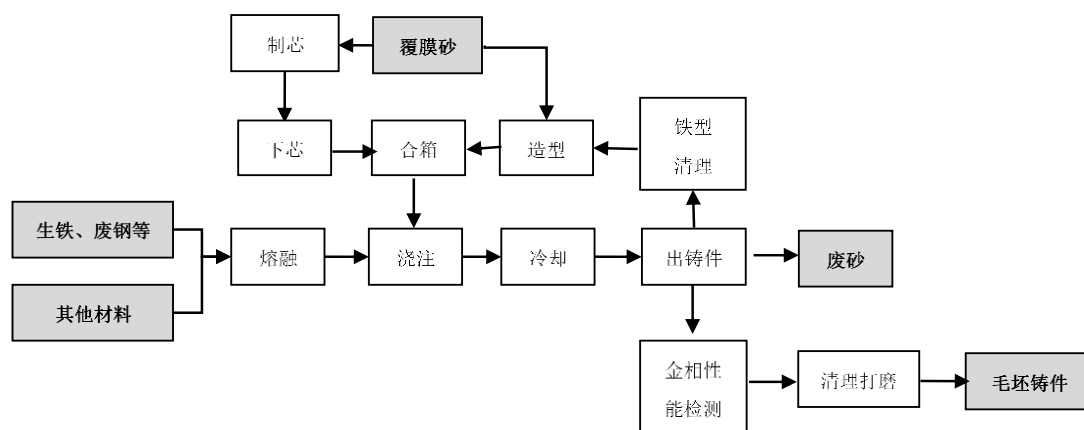 制芯
覆膜砂
铁型
清理
下芯
合箱
造型
生铁、废钢等
熔融
浇注
冷却
出铸件
废砂
其他材料
金相性
能检测
清理打磨
毛坯铸件